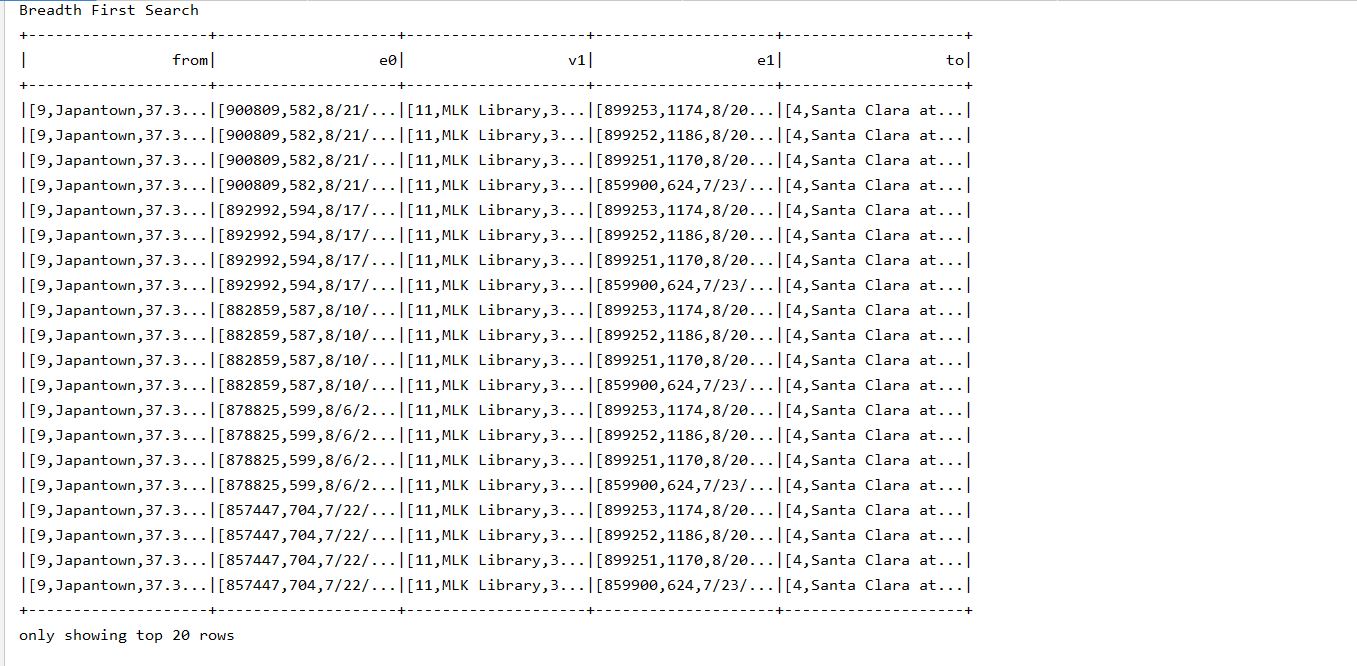 Breadth First Search
+--------------------+--------------------+--------------------+--------------------+--------------------+
|                from|                  e0|                  v1|                  e1|                  to|
+--------------------+--------------------+--------------------+--------------------+--------------------+
|[9,Japantown,37.3...|[900809,582,8/21/...|[11,MLK Library,3...|[899253,1174,8/20...|[4,Santa Clara at...|
|[9,Japantown,37.3...|[900809,582,8/21/...|[11,MLK Library,3...|[899252,1186,8/20...|[4,Santa Clara at...|
|[9,Japantown,37.3...|[900809,582,8/21/...|[11,MLK Library,3...|[899251,1170,8/20...|[4,Santa Clara at...|
|[9,Japantown,37.3...|[900809,582,8/21/...|[11,MLK Library,3...|[859900,624,7/23/...|[4,Santa Clara at...|
|[9,Japantown,37.3...|[892992,594,8/17/...|[11,MLK Library,3...|[899253,1174,8/20...|[4,Santa Clara at...|
|[9,Japantown,37.3...|[892992,594,8/17/...|[11,MLK Library,3...|[899252,1186,8/20...|[4,Santa Clara at...|
|[9,Japantown,37.3...|[892992,594,8/17/...|[11,MLK Library,3...|[899251,1170,8/20...|[4,Santa Clara at...|
|[9,Japantown,37.3...|[892992,594,8/17/...|[11,MLK Library,3...|[859900,624,7/23/...|[4,Santa Clara at...|
|[9,Japantown,37.3...|[882859,587,8/10/...|[11,MLK Library,3...|[899253,1174,8/20...|[4,Santa Clara at...|
|[9,Japantown,37.3...|[882859,587,8/10/...|[11,MLK Library,3...|[899252,1186,8/20...|[4,Santa Clara at...|
|[9,Japantown,37.3...|[882859,587,8/10/...|[11,MLK Library,3...|[899251,1170,8/20...|[4,Santa Clara at...|
|[9,Japantown,37.3...|[882859,587,8/10/...|[11,MLK Library,3...|[859900,624,7/23/...|[4,Santa Clara at...|
|[9,Japantown,37.3...|[878825,599,8/6/2...|[11,MLK Library,3...|[899253,1174,8/20...|[4,Santa Clara at...|
|[9,Japantown,37.3...|[878825,599,8/6/2...|[11,MLK Library,3...|[899252,1186,8/20...|[4,Santa Clara at...|
|[9,Japantown,37.3...|[878825,599,8/6/2...|[11,MLK Library,3...|[899251,1170,8/20...|[4,Santa Clara at...|
|[9,Japantown,37.3...|[878825,599,8/6/2...|[11,MLK Library,3...|[859900,624,7/23/...|[4,Santa Clara at...|
|[9,Japantown,37.3...|[857447,704,7/22/...|[11,MLK Library,3...|[899253,1174,8/20...|[4,Santa Clara at...|
|[9,Japantown,37.3...|[857447,704,7/22/...|[11,MLK Library,3...|[899252,1186,8/20...|[4,Santa Clara at...|
|[9,Japantown,37.3...|[857447,704,7/22/...|[11,MLK Library,3...|[899251,1170,8/20...|[4,Santa Clara at...|
|[9,Japantown,37.3...|[857447,704,7/22/...|[11,MLK Library,3...|[859900,624,7/23/...|[4,Santa Clara at...|
+--------------------+--------------------+--------------------+--------------------+--------------------+
only showing top 20 rows